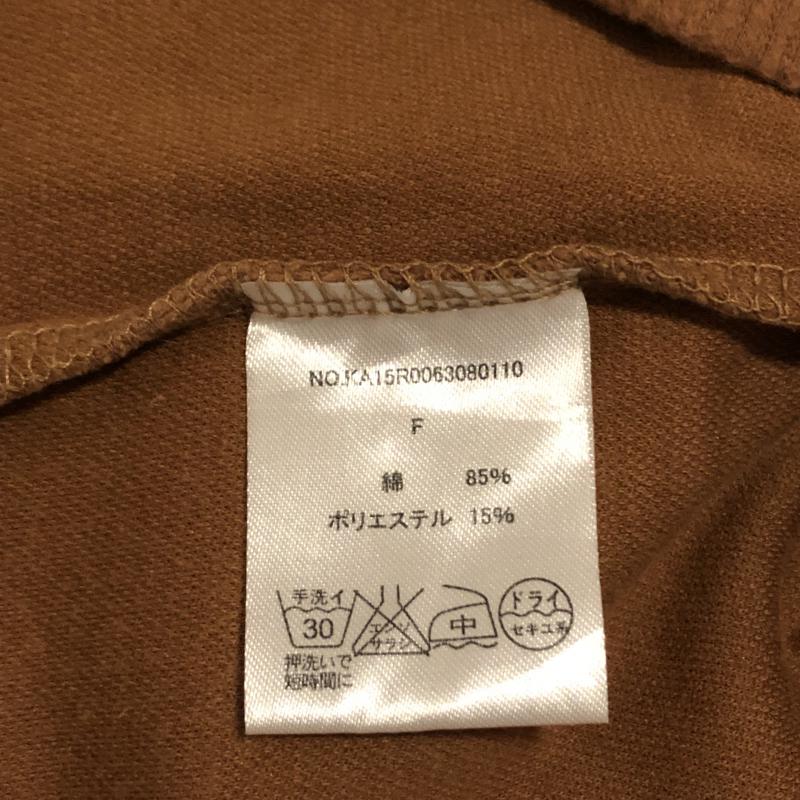 NO.KA15R0063080110
F
綿 85%
ポリエステル 15%
手洗イ
30
エンソ
サラシ
中
ドライ
セキユ系
押洗いで
短時間に